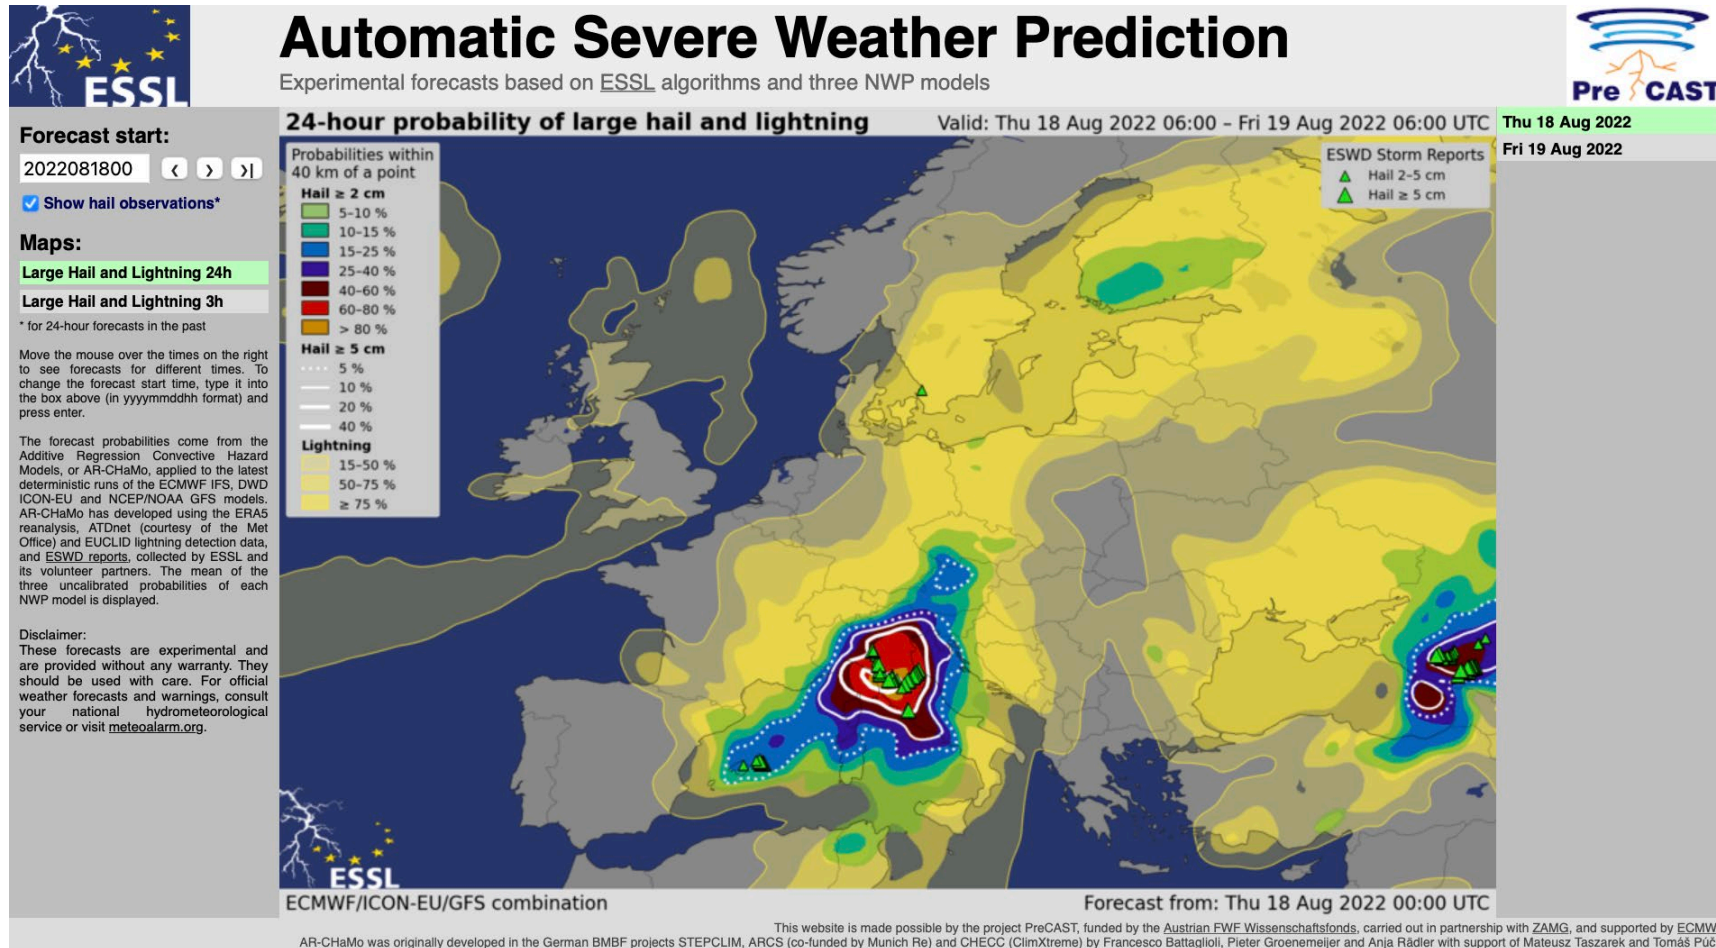 ESSL
Automatic Severe Weather Prediction
Experimental forecasts based on ESSL algorithms and three NWP models
Pre CAST
Forecast start:
2022081800
❮ ❯ ❯|
Show hail observations*
Maps:
Large Hail and Lightning 24h
Large Hail and Lightning 3h
* for 24-hour forecasts in the past
Move the mouse over the times on the right
to see forecasts for different times. To
change the forecast start time, type it into
the box above (in yyyymmddhh format) and
press enter.
The forecast probabilities come from the
Additive Regression Convective Hazard
Models, or AR-CHaMo, applied to the latest
deterministic runs of the ECMWF IFS, DWD
ICON-EU and NCEP/NOAA GFS models.
AR-CHaMo has developed using the ERA5
reanalysis, ATDnet (courtesy of the Met
Office) and EUCLID lightning detection data,
and ESWD reports, collected by ESSL and
its volunteer partners. The mean of the
three uncalibrated probabilities of each
NWP model is displayed.
Disclaimer:
These forecasts are experimental and
are provided without any warranty. They
should be used with care. For official
weather forecasts and warnings, consult
your national hydrometeorological
service or visit meteoalarm.org.
24-hour probability of large hail and lightning
Valid: Thu 18 Aug 2022 06:00 – Fri 19 Aug 2022 06:00 UTC
Probabilities within
40 km of a point
Hail ≥ 2 cm
5-10 %
10-15 %
15-25 %
25-40 %
40-60 %
60-80 %
> 80 %
Hail ≥ 5 cm
5 %
10 %
20 %
40 %
Lightning
15-50 %
50-75 %
≥ 75 %
ESWD Storm Reports
Hail 2-5 cm
Hail ≥ 5 cm
ESSL
ECMWF/ICON-EU/GFS combination
Forecast from: Thu 18 Aug 2022 00:00 UTC
Thu 18 Aug 2022
Fri 19 Aug 2022
This website is made possible by the project PreCAST, funded by the Austrian FWF Wissenschaftsfonds, carried out in partnership with ZAMG, and supported by ECMW
AR-CHaMo was originally developed in the German BMBF projects STEPCLIM, ARCS (co-funded by Munich Re) and CHECC (ClimXtreme) by Francesco Battaglioli, Pieter Groenemeijer and Anja Rädler with support of Mateusz Taszarek and Tomáš Púč